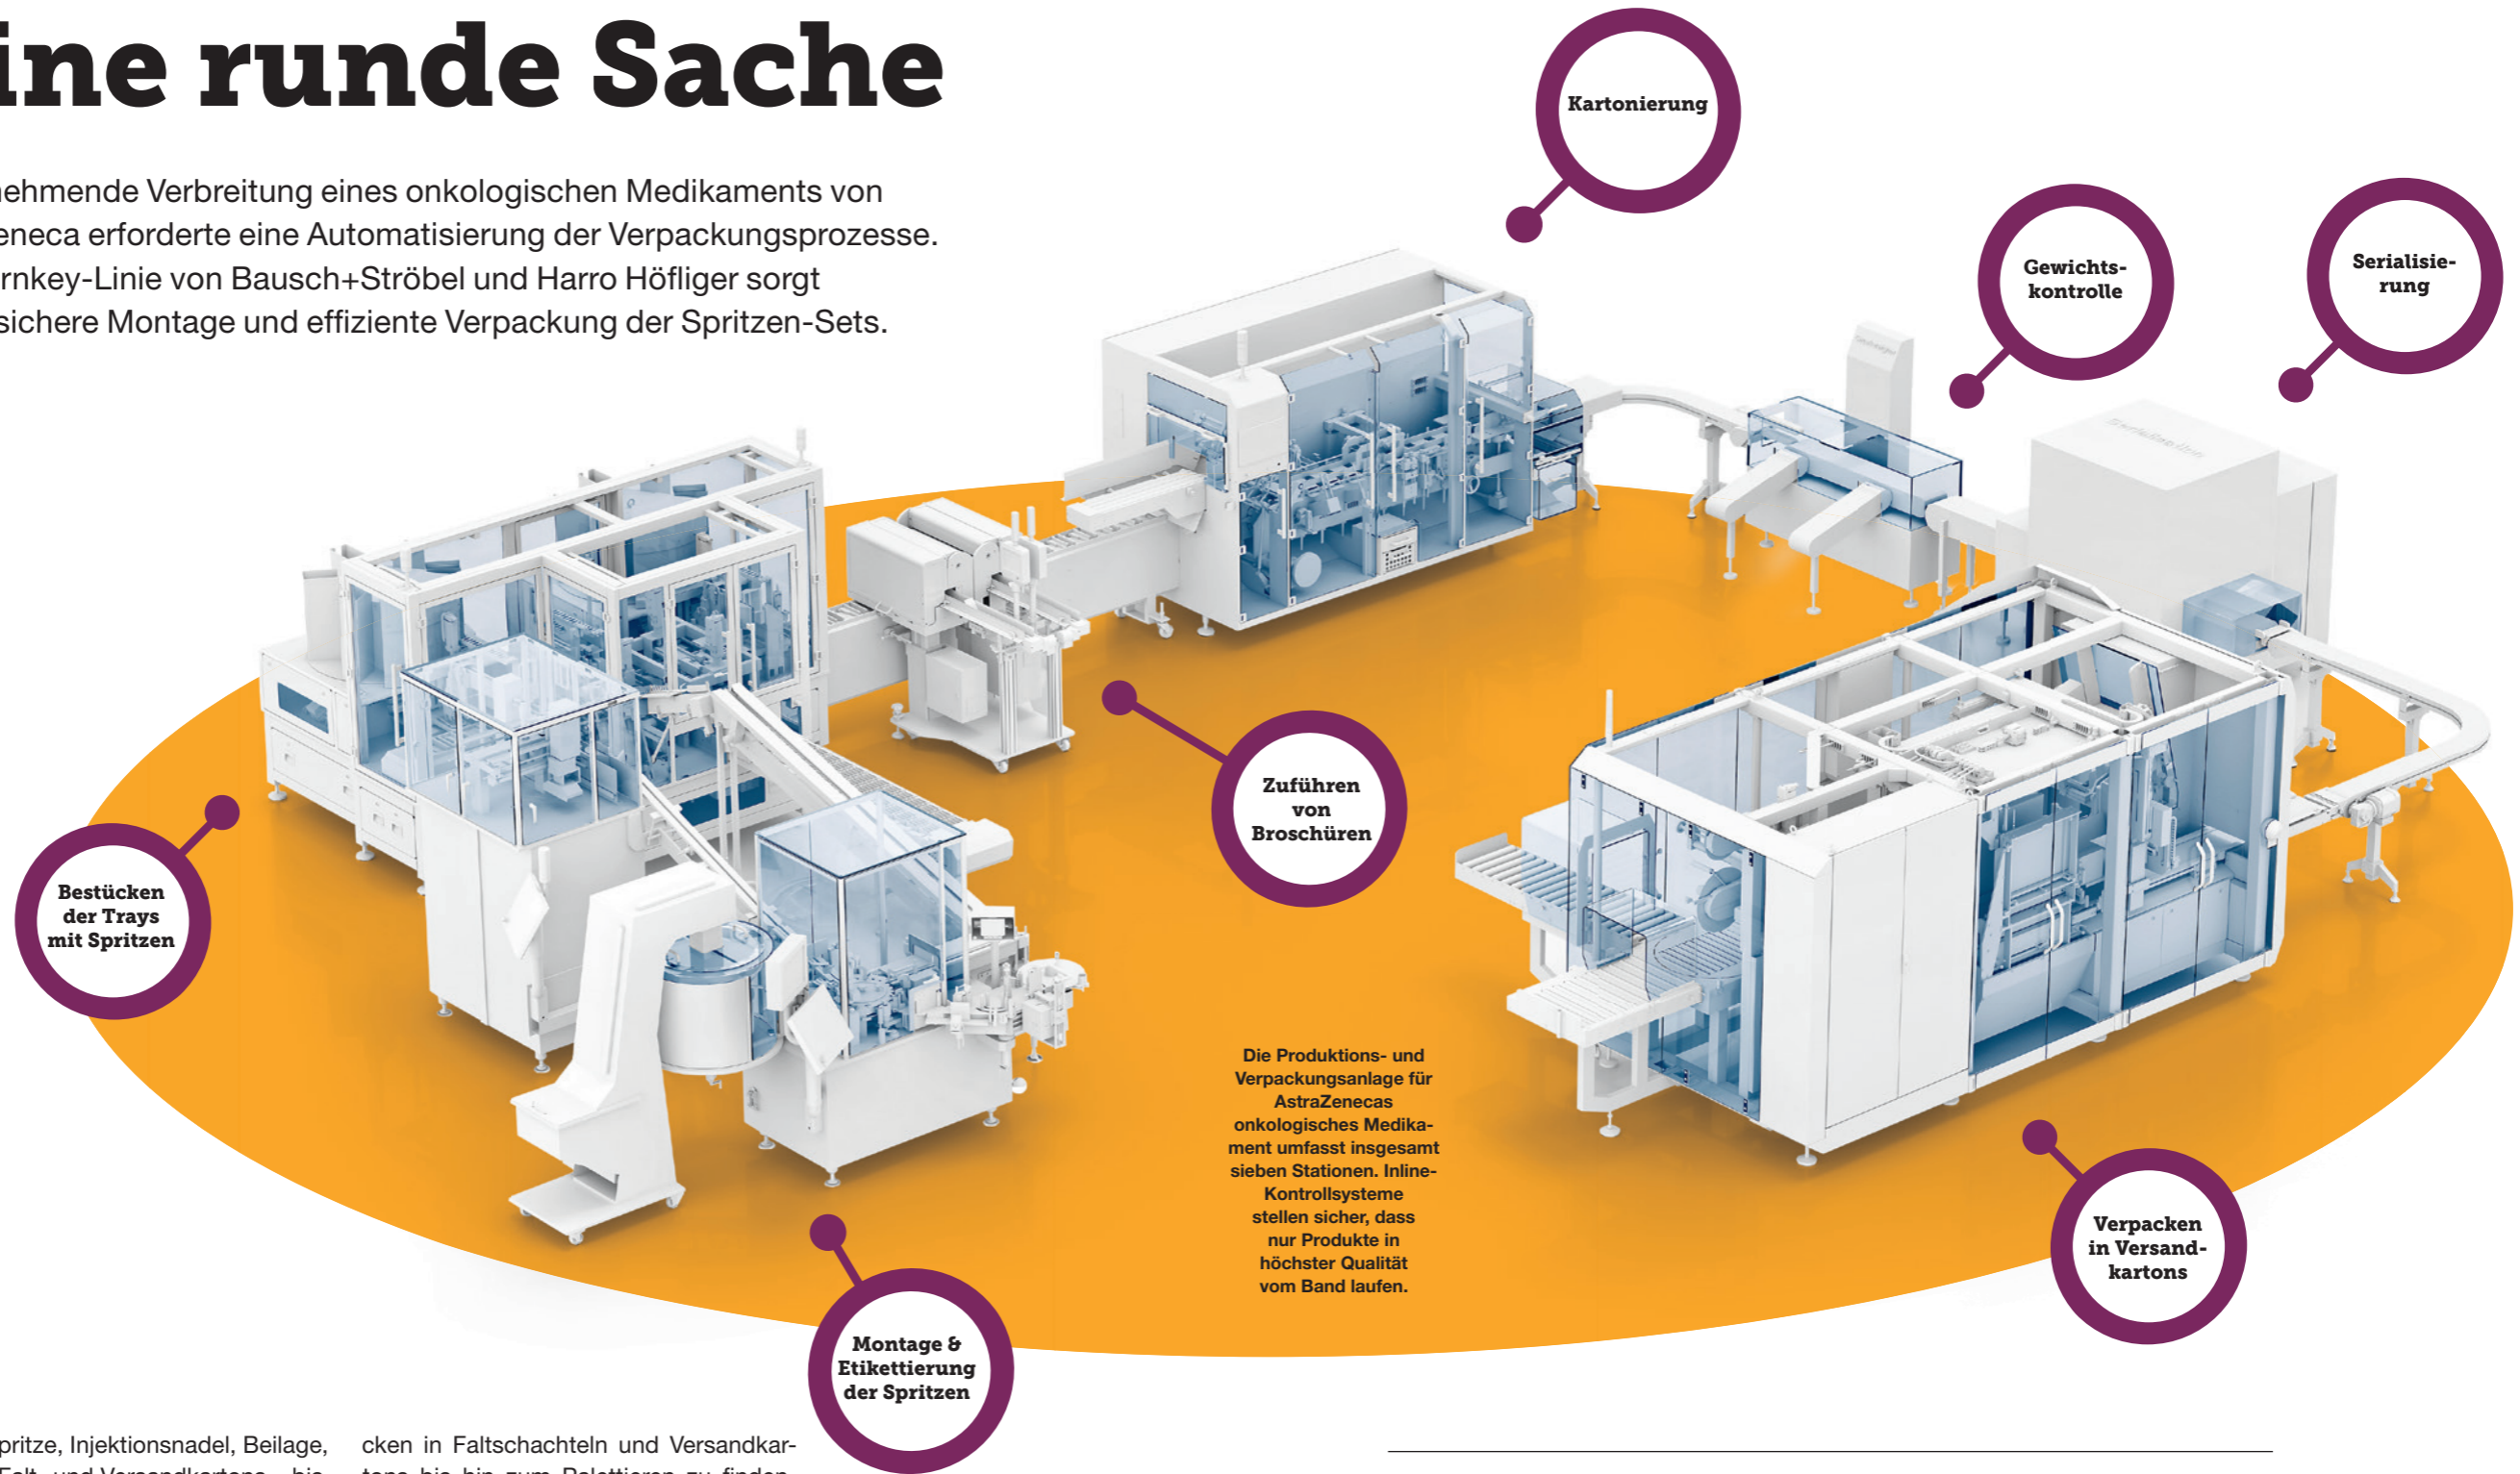 ine runde Sache
nehmende Verbreitung eines onkologischen Medikaments von
eneca erforderte eine Automatisierung der Verpackungsprozesse.
rnkey-Linie von Bausch+Ströbel und Harro Höfliger sorgt
sichere Montage und effiziente Verpackung der Spritzen-Sets.
Kartonierung
Gewichts-
kontrolle
Serialisie-
rung
Zuführen
von
Broschüren
Bestücken
der Trays
mit Spritzen
Die Produktions- und
Verpackungsanlage für
AstraZenecas
onkologisches Medika-
ment umfasst insgesamt
sieben Stationen. Inline-
Kontrollsysteme
stellen sicher, dass
nur Produkte in
höchster Qualität
vom Band laufen.
Verpacken
in Versand-
kartons
Montage &
Etikettierung
der Spritzen
pritze, Injektionsnadel, Beilage,
cken in Faltschachteln und Versandkar-